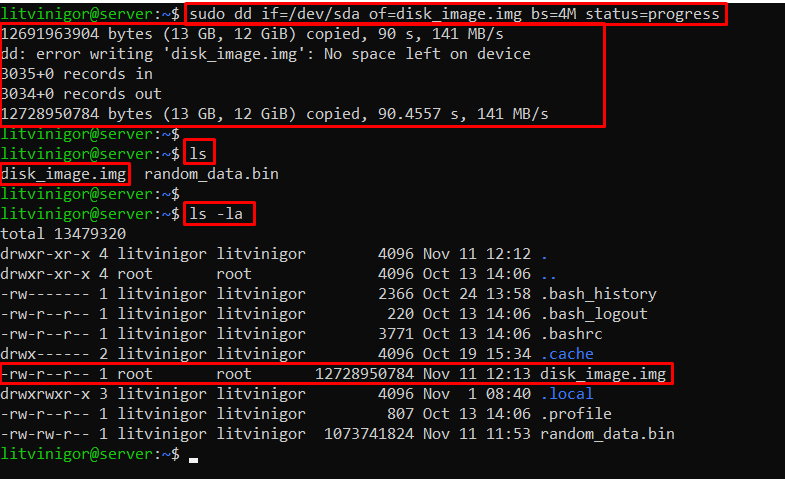 litvinigor@server:~$ sudo dd if=/dev/sda of=disk_image.img bs=4M status=progress
12691963904 bytes (13 GB, 12 GiB) copied, 90 s, 141 MB/s
dd: error writing 'disk_image.img': No space left on device
3035+0 records in
3034+0 records out
12728950784 bytes (13 GB, 12 GiB) copied, 90.4557 s, 141 MB/s
litvinigor@server:~$
litvinigor@server:~$ ls
disk_image.img  random_data.bin
litvinigor@server:~$
litvinigor@server:~$ ls -la
total 13479320
drwxr-xr-x 4 litvinigor litvinigor        4096 Nov 11 12:12 .
drwxr-xr-x 4 root       root              4096 Oct 13 14:06 ..
-rw------- 1 litvinigor litvinigor        2366 Oct 24 13:58 .bash_history
-rw-r--r-- 1 litvinigor litvinigor         220 Oct 13 14:06 .bash_logout
-rw-r--r-- 1 litvinigor litvinigor        3771 Oct 13 14:06 .bashrc
drwx------ 2 litvinigor litvinigor        4096 Oct 19 15:34 .cache
-rw-r--r-- 1 root       root       12728950784 Nov 11 12:13 disk_image.img
drwxrwxr-x 3 litvinigor litvinigor        4096 Nov  1 08:40 .local
-rw-r--r-- 1 litvinigor litvinigor         807 Oct 13 14:06 .profile
-rw-rw-r-- 1 litvinigor litvinigor  1073741824 Nov 11 11:53 random_data.bin
litvinigor@server:~$